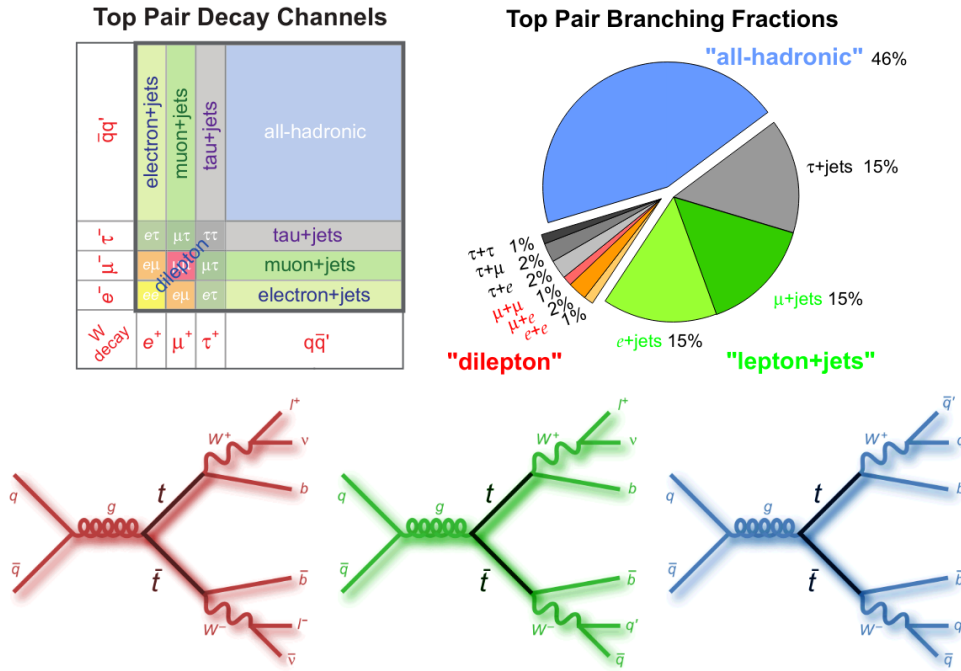 Top Pair Decay Channels
q̄q'
electron+jets
muon+jets
tau+jets
all-hadronic
τ⁻
eτ
μτ
ττ
tau+jets
μ⁻
eμ
μτ
muon+jets
dilepton
e⁻
ee
eμ
eτ
electron+jets
W decay
e⁺
μ⁺
τ⁺
qq̄'
Top Pair Branching Fractions
"all-hadronic" 46%
τ+jets 15%
μ+jets 15%
e+jets 15%
"lepton+jets"
τ+τ 1%
τ+μ 2%
τ+e 2%
μ+μ 1%
μ+e 2%
e+e 1%
"dilepton"
q
q̄
g
t
t̄
W⁺
l⁺
ν
b
b̄
W⁻
l⁻
ν̄
q
q̄
g
t
t̄
W⁺
l⁺
ν
b
b̄
W⁻
q'
q̄
q
q̄
g
t
t̄
W⁺
q̄'
b̄
W⁻
q̄